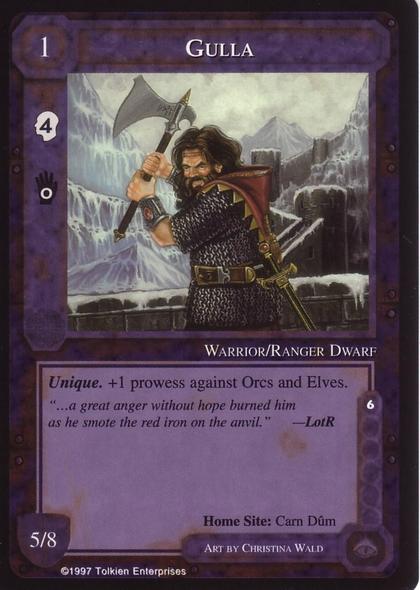 1
GULLA
4
0
WARRIOR/RANGER DWARF
Unique. +1 prowess against Orcs and Elves.
“...a great anger without hope burned him
as he smote the red iron on the anvil.” —LotR
6
Home Site: Carn Dûm
5/8
ART BY CHRISTINA WALD
©1997 Tolkien Enterprises